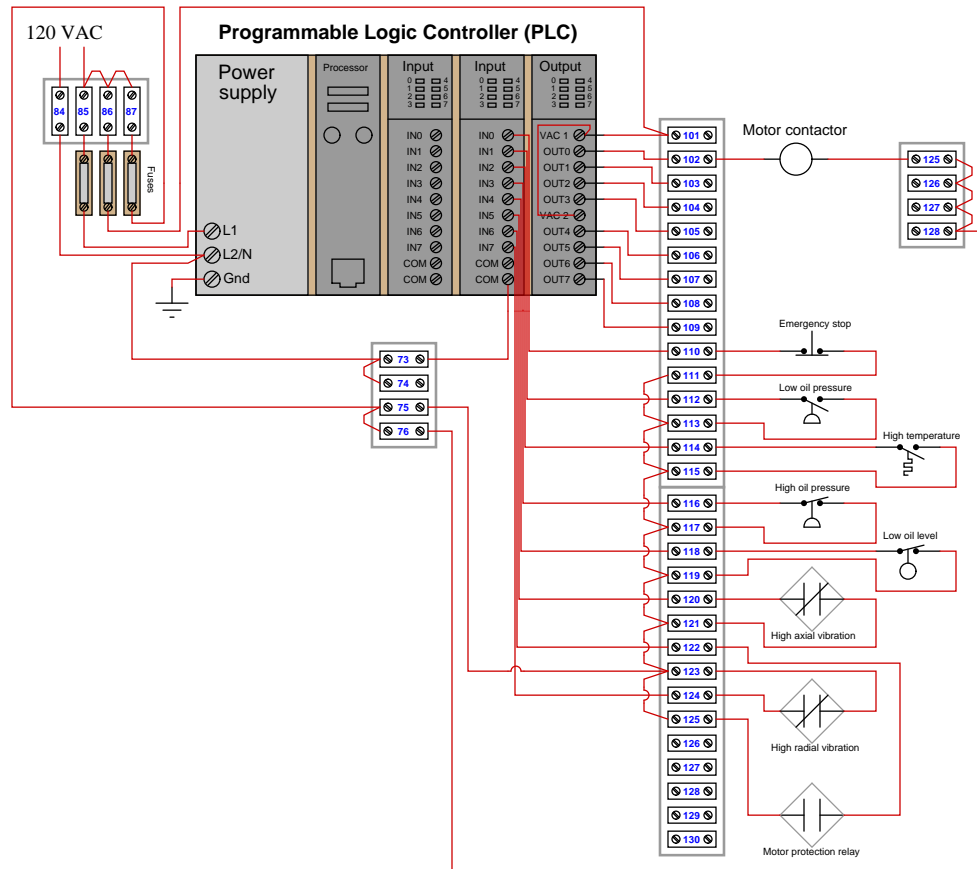 120 VAC
Programmable Logic Controller (PLC)
84 85 86 87
Fuses
Power
supply
L1
L2/N
Gnd
Processor
Input
0 4
1 5
2 6
3 7
IN0
IN1
IN2
IN3
IN4
IN5
IN6
IN7
COM
COM
Input
0 4
1 5
2 6
3 7
IN0
IN1
IN2
IN3
IN4
IN5
IN6
IN7
COM
COM
Output
0 4
1 5
2 6
3 7
VAC 1
OUT0
OUT1
OUT2
OUT3
VAC 2
OUT4
OUT5
OUT6
OUT7
73
74
75
76
101
102
103
104
105
106
107
108
109
110
111
112
113
114
115
116
117
118
119
120
121
122
123
124
125
126
127
128
129
130
Motor contactor
125
126
127
128
Emergency stop
Low oil pressure
High temperature
High oil pressure
Low oil level
High axial vibration
High radial vibration
Motor protection relay